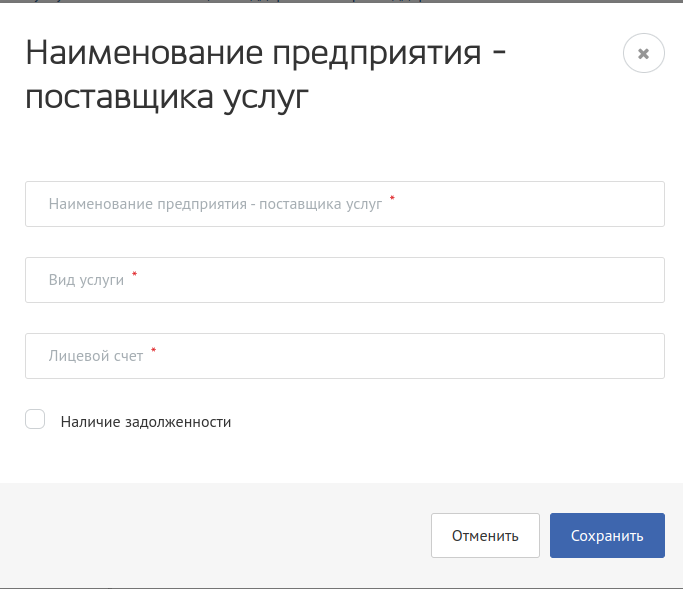 Наименование предприятия -
поставщика услуг
Наименование предприятия - поставщика услуг *
Вид услуги *
Лицевой счет *
Наличие задолженности
Отменить
Сохранить